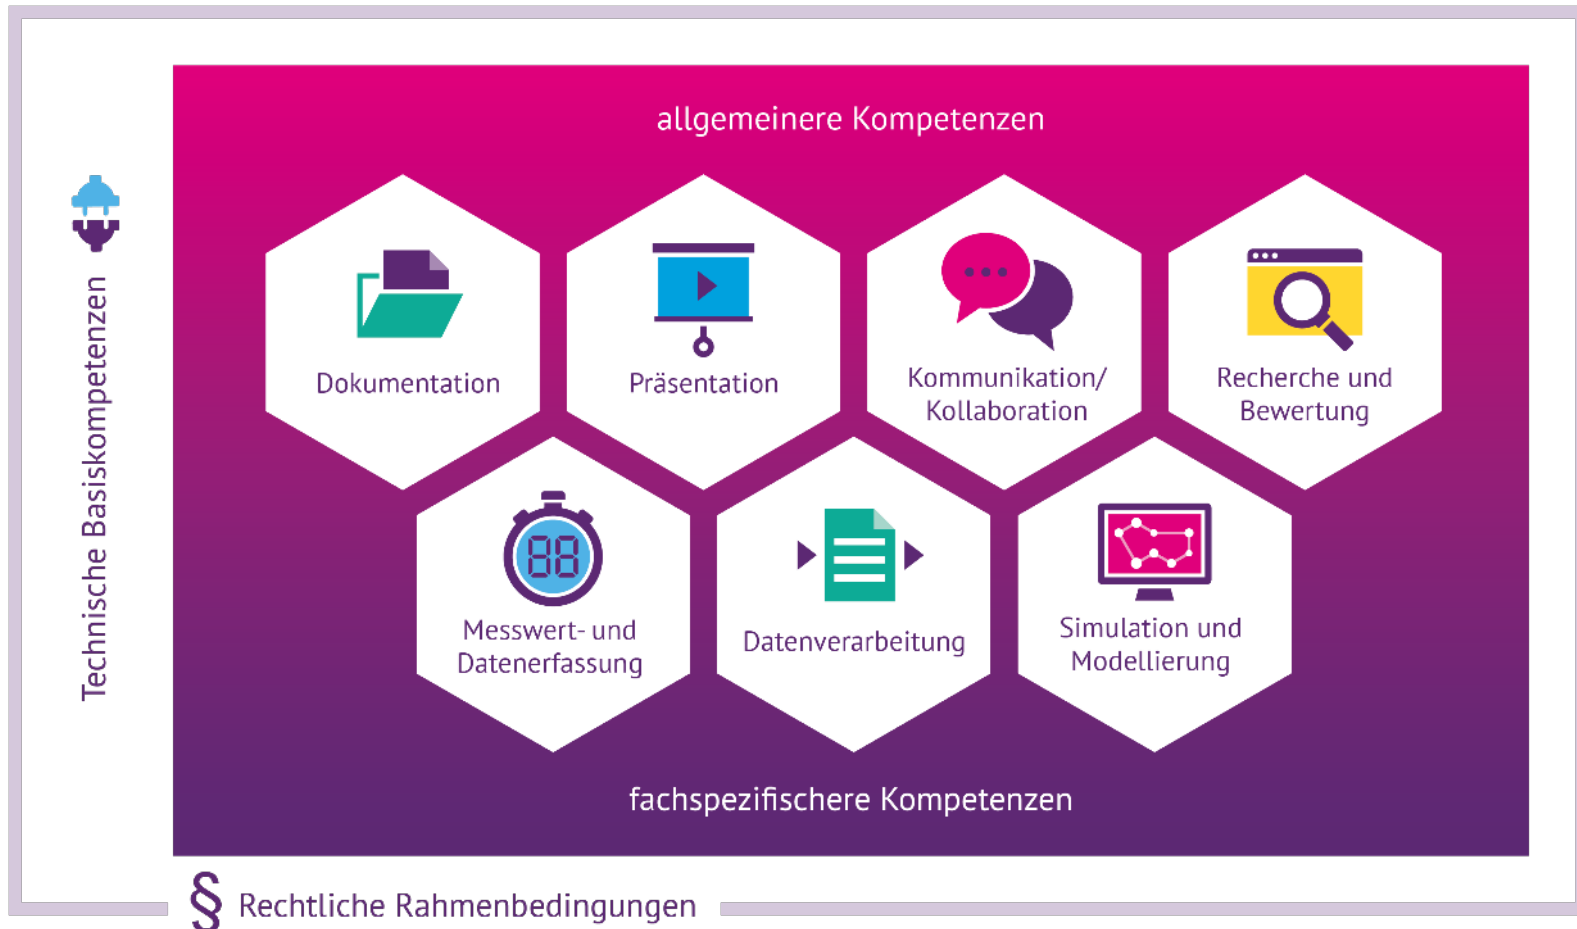 allgemeinere Kompetenzen
Dokumentation
Präsentation
Kommunikation/
Kollaboration
Recherche und
Bewertung
Messwert- und
Datenerfassung
88
Datenverarbeitung
Simulation und
Modellierung
fachspezifischere Kompetenzen
Technische Basiskompetenzen
§ Rechtliche Rahmenbedingungen